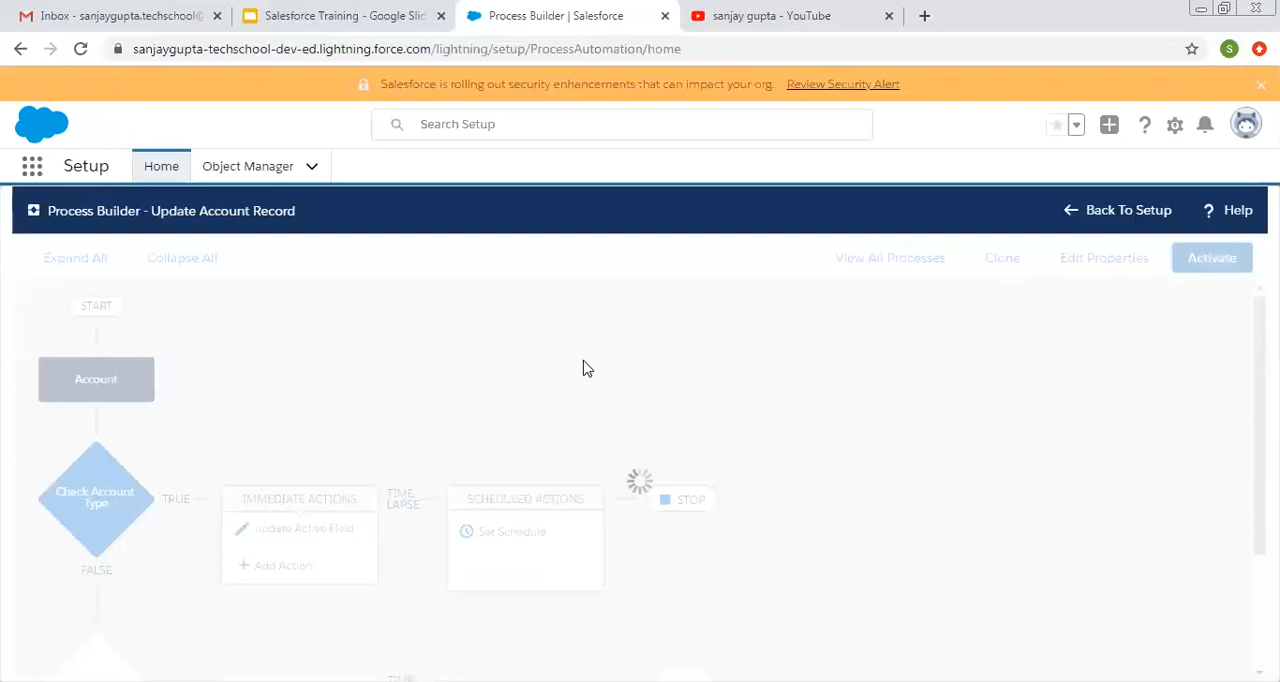 Inbox - sanjaygupta.techschool@
Salesforce Training - Google Slid
Process Builder | Salesforce
sanjay gupta - YouTube
sanjaygupta-techschool-dev-ed.lightning.force.com/lightning/setup/ProcessAutomation/home
S
Salesforce is rolling out security enhancements that can impact your org. Review Security Alert
Search Setup
Setup
Home
Object Manager
Process Builder - Update Account Record
Back To Setup
? Help
Expand All
Collapse All
View All Processes
Clone
Edit Properties
Activate
START
Account
Check Account
Type
TRUE
IMMEDIATE ACTIONS
TIME
LAPSE
SCHEDULED ACTIONS
STOP
Update Active Field
Set Schedule
+ Add Action
FALSE
TIME